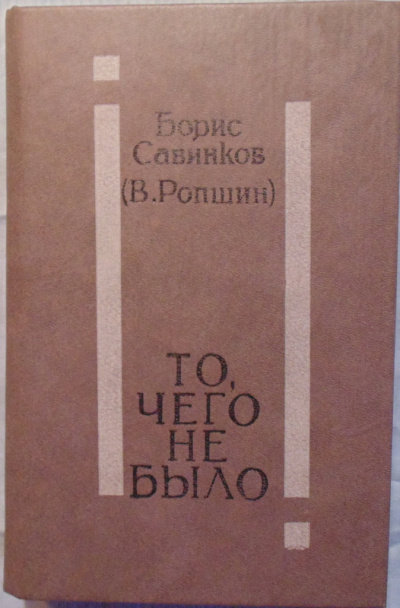 Борис
Савинков
(В.Ропшин)
ТО,
ЧЕГО
НЕ
БЫЛО